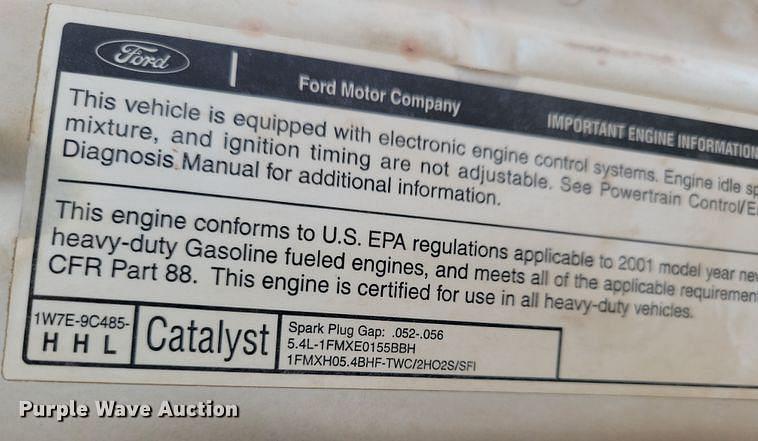 Ford
Ford Motor Company
IMPORTANT ENGINE INFORMATION
This vehicle is equipped with electronic engine control systems. Engine idle
mixture, and ignition timing are not adjustable. See Powertrain
Diagnosis Manual for additional information.
This engine conforms to U.S. EPA regulations applicable to 2001 model year
heavy-duty Gasoline fueled engines, and meets all of the applicable
CFR Part 88. This engine is certified for use in all heavy-duty vehicles.
1W7E-9C485-
H H L
Catalyst
Spark Plug Gap: .052-.056
5.4L-1FMXE0155BBH
1FMXH05.4BHF-TWC/2HO2S/SFI
Purple Wave Auction